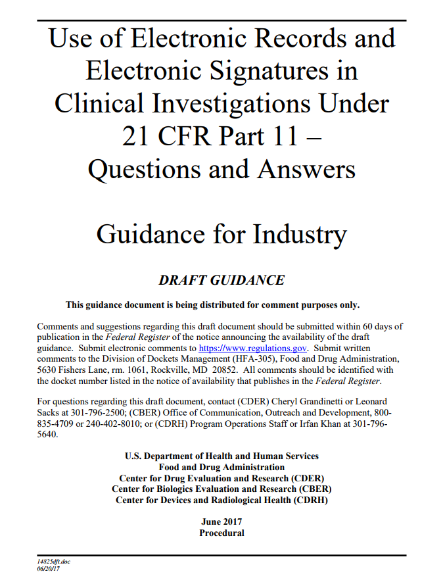 Use of Electronic Records and
Electronic Signatures in
Clinical Investigations Under
21 CFR Part 11 –
Questions and Answers
Guidance for Industry
DRAFT GUIDANCE
This guidance document is being distributed for comment purposes only.
Comments and suggestions regarding this draft document should be submitted within 60 days of
publication in the Federal Register of the notice announcing the availability of the draft
guidance. Submit electronic comments to https://www.regulations.gov. Submit written
comments to the Division of Dockets Management (HFA-305), Food and Drug Administration,
5630 Fishers Lane, rm. 1061, Rockville, MD 20852. All comments should be identified with
the docket number listed in the notice of availability that publishes in the Federal Register.
For questions regarding this draft document, contact (CDER) Cheryl Grandinetti or Leonard
Sacks at 301-796-2500; (CBER) Office of Communication, Outreach and Development, 800-
835-4709 or 240-402-8010; or (CDRH) Program Operations Staff or Irfan Khan at 301-796-
5640.
U.S. Department of Health and Human Services
Food and Drug Administration
Center for Drug Evaluation and Research (CDER)
Center for Biologics Evaluation and Research (CBER)
Center for Devices and Radiological Health (CDRH)
June 2017
Procedural
14825dft.doc
06/20/17